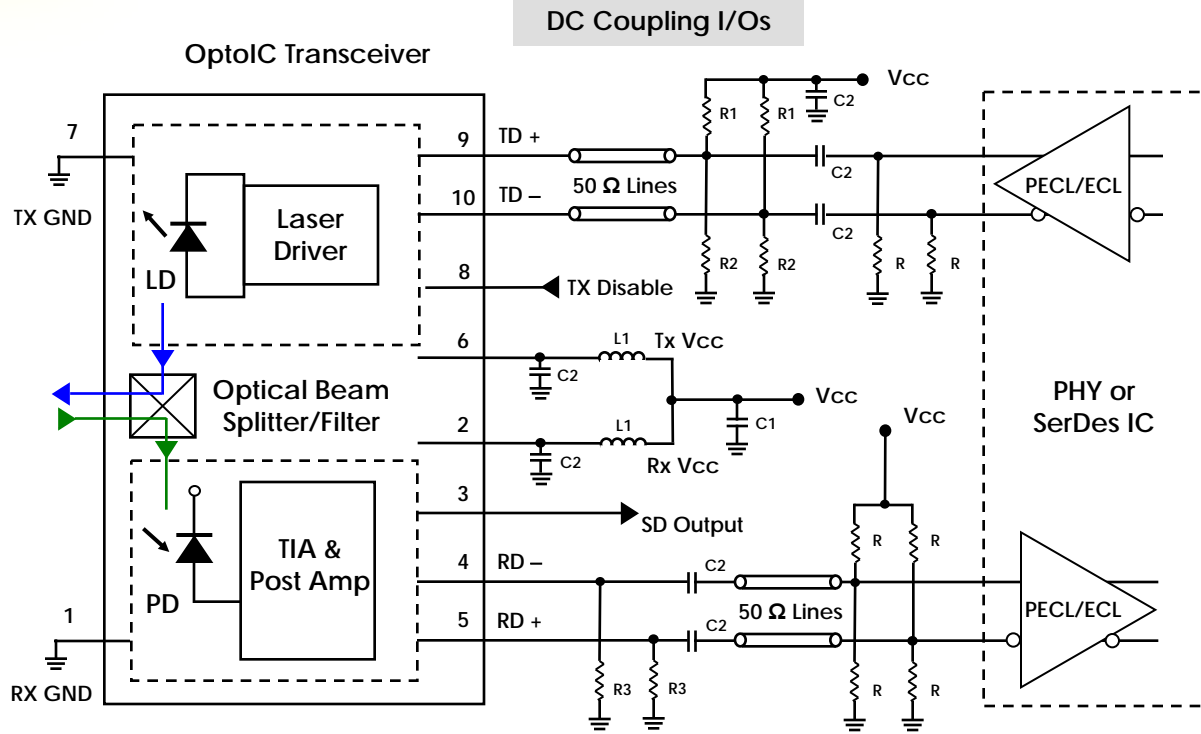 DC Coupling I/Os
OptoIC Transceiver
Vcc
R1
R1
C2
7
9
TD +
C2
PECL/ECL
TX GND
Laser
Driver
50 Ω Lines
10
TD –
C2
LD
8
TX Disable
R2
R2
R
R
6
L1
Tx Vcc
C2
Optical Beam
Splitter/Filter
Vcc
C1
PHY or
SerDes IC
Vcc
2
L1
Rx Vcc
C2
3
SD Output
R
R
TIA &
Post Amp
4
RD –
C2
PD
50 Ω Lines
PECL/ECL
1
5
RD +
C2
RX GND
R3
R3
R
R